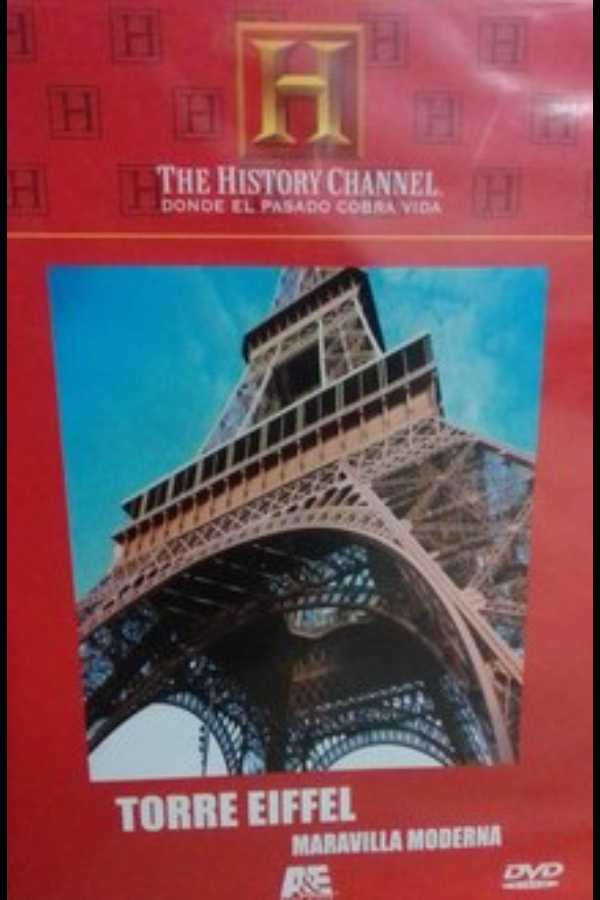 H
THE HISTORY CHANNEL.
DONDE EL PASADO COBRA VIDA
TORRE EIFFEL
MARAVILLA MODERNA
A&E
DVD